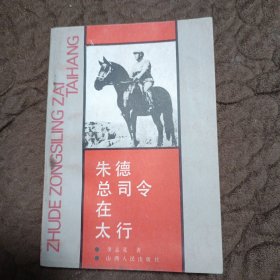 ZHUDE ZONGSILING ZAI
TAIHANG
朱德
总司令
在
太行
著
山西人民出版社